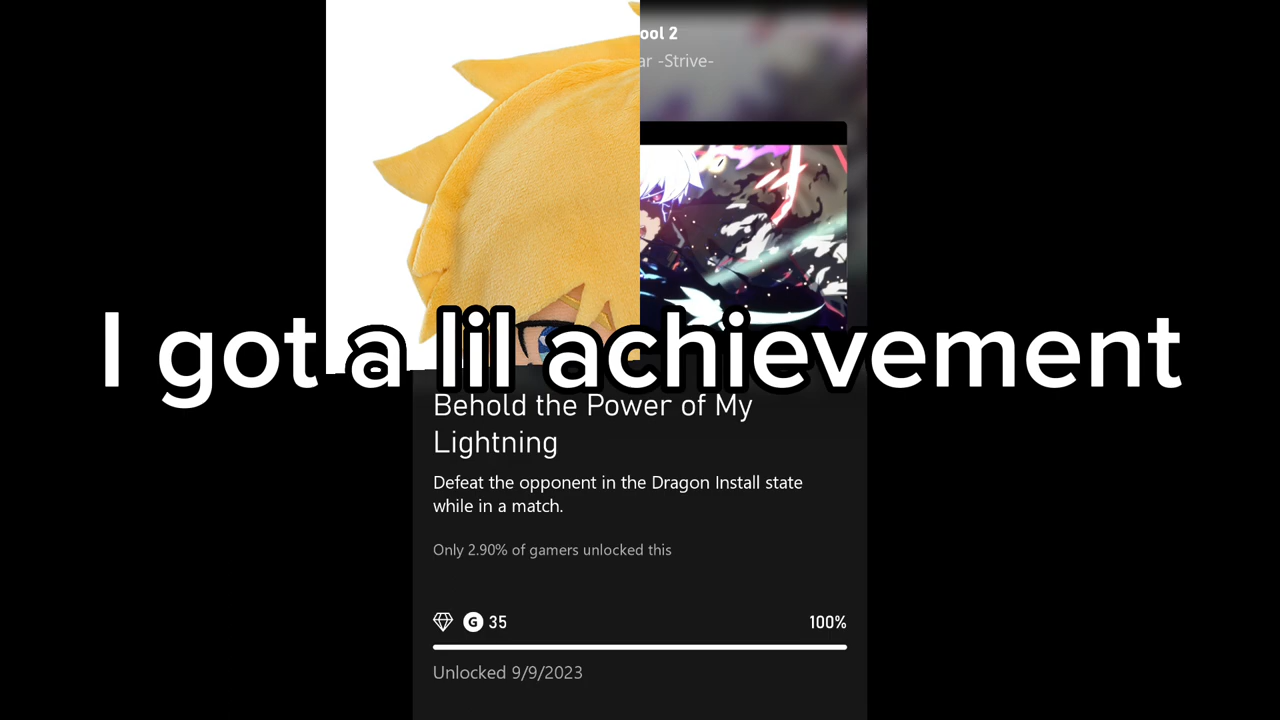 ool 2
ar -Strive-
I got a lil achievement
Behold the Power of My
Lightning
Defeat the opponent in the Dragon Install state
while in a match.
Only 2.90% of gamers unlocked this
G 35
100%
Unlocked 9/9/2023